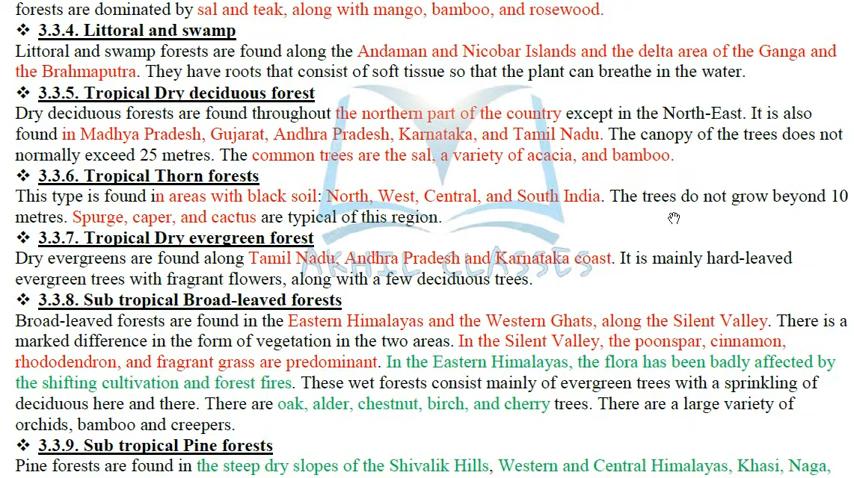 forests are dominated by sal and teak, along with mango, bamboo, and rosewood.
❖ 3.3.4. Littoral and swamp
Littoral and swamp forests are found along the Andaman and Nicobar Islands and the delta area of the Ganga and
the Brahmaputra. They have roots that consist of soft tissue so that the plant can breathe in the water.
❖ 3.3.5. Tropical Dry deciduous forest
Dry deciduous forests are found throughout the northern part of the country except in the North-East. It is also
found in Madhya Pradesh, Gujarat, Andhra Pradesh, Karnataka, and Tamil Nadu. The canopy of the trees does not
normally exceed 25 metres. The common trees are the sal, a variety of acacia, and bamboo.
❖ 3.3.6. Tropical Thorn forests
This type is found in areas with black soil: North, West, Central, and South India. The trees do not grow beyond 10
metres. Spurge, caper, and cactus are typical of this region.
❖ 3.3.7. Tropical Dry evergreen forest
Dry evergreens are found along Tamil Nadu, Andhra Pradesh and Karnataka coast. It is mainly hard-leaved
AKHIL CLASSES
evergreen trees with fragrant flowers, along with a few deciduous trees.
❖ 3.3.8. Sub tropical Broad-leaved forests
Broad-leaved forests are found in the Eastern Himalayas and the Western Ghats, along the Silent Valley. There is a
marked difference in the form of vegetation in the two areas. In the Silent Valley, the poonspar, cinnamon,
rhododendron, and fragrant grass are predominant. In the Eastern Himalayas, the flora has been badly affected by
the shifting cultivation and forest fires. These wet forests consist mainly of evergreen trees with a sprinkling of
deciduous here and there. There are oak, alder, chestnut, birch, and cherry trees. There are a large variety of
orchids, bamboo and creepers.
❖ 3.3.9. Sub tropical Pine forests
Pine forests are found in the steep dry slopes of the Shivalik Hills, Western and Central Himalayas, Khasi, Naga,